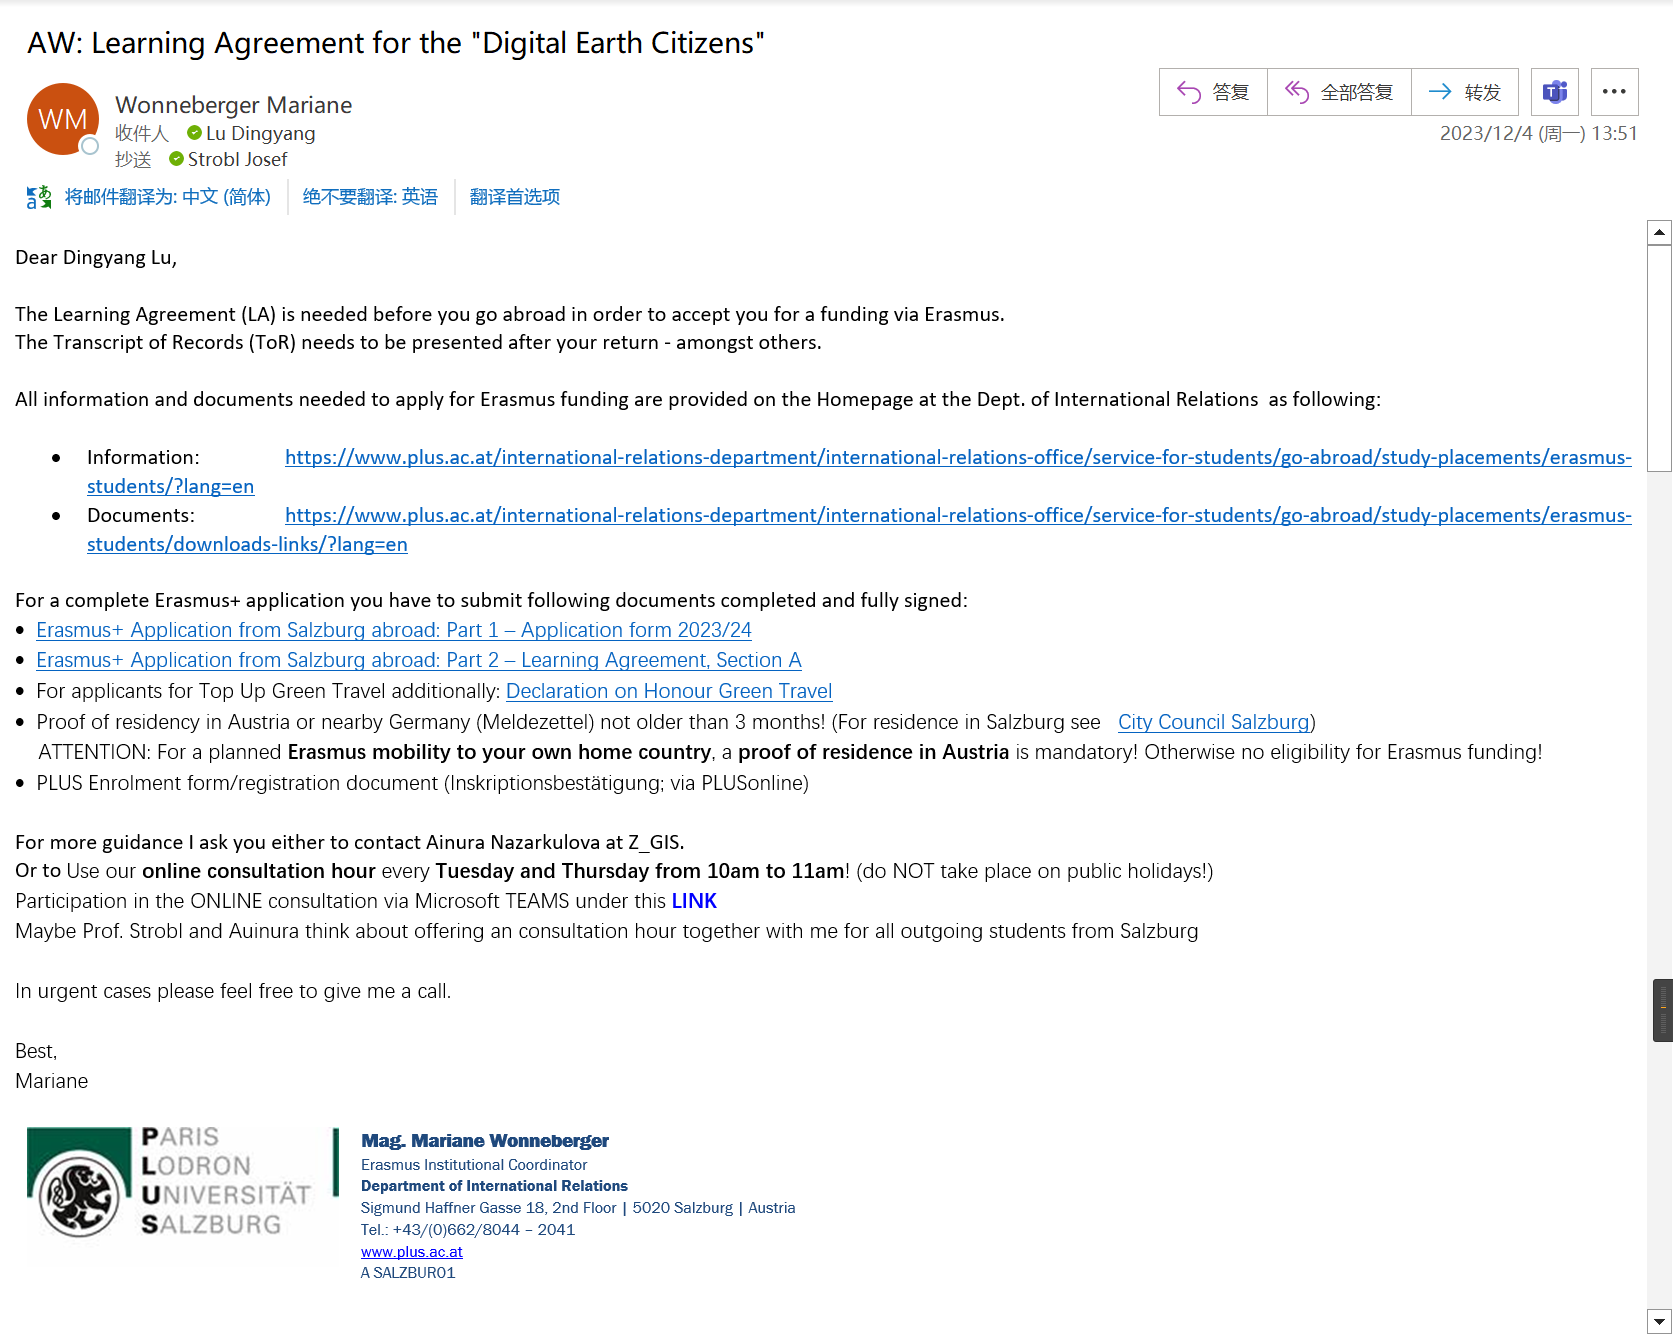 AW: Learning Agreement for the "Digital Earth Citizens"
WM
Wonneberger Mariane
收件人 Lu Dingyang
抄送 Strobl Josef
答复 全部答复 转发
2023/12/4 (周一) 13:51
将邮件翻译为: 中文 (简体) 绝不要翻译: 英语 翻译首选项
Dear Dingyang Lu,
The Learning Agreement (LA) is needed before you go abroad in order to accept you for a funding via Erasmus.
The Transcript of Records (ToR) needs to be presented after your return - amongst others.
All information and documents needed to apply for Erasmus funding are provided on the Homepage at the Dept. of International Relations  as following:
• Information: https://www.plus.ac.at/international-relations-department/international-relations-office/service-for-students/go-abroad/study-placements/erasmus-
students/?lang=en
• Documents: https://www.plus.ac.at/international-relations-department/international-relations-office/service-for-students/go-abroad/study-placements/erasmus-
students/downloads-links/?lang=en
For a complete Erasmus+ application you have to submit following documents completed and fully signed:
• Erasmus+ Application from Salzburg abroad: Part 1 – Application form 2023/24
• Erasmus+ Application from Salzburg abroad: Part 2 – Learning Agreement, Section A
• For applicants for Top Up Green Travel additionally: Declaration on Honour Green Travel
• Proof of residency in Austria or nearby Germany (Meldezettel) not older than 3 months! (For residence in Salzburg see City Council Salzburg)
ATTENTION: For a planned Erasmus mobility to your own home country, a proof of residence in Austria is mandatory! Otherwise no eligibility for Erasmus funding!
• PLUS Enrolment form/registration document (Inskriptionsbestätigung; via PLUSonline)
For more guidance I ask you either to contact Ainura Nazarkulova at Z_GIS.
Or to Use our online consultation hour every Tuesday and Thursday from 10am to 11am! (do NOT take place on public holidays!)
Participation in the ONLINE consultation via Microsoft TEAMS under this LINK
Maybe Prof. Strobl and Auinura think about offering an consultation hour together with me for all outgoing students from Salzburg
In urgent cases please feel free to give me a call.
Best,
Mariane
PARIS
LODRON
UNIVERSITÄT
SALZBURG
Mag. Mariane Wonneberger
Erasmus Institutional Coordinator
Department of International Relations
Sigmund Haffner Gasse 18, 2nd Floor | 5020 Salzburg | Austria
Tel.: +43/(0)662/8044 – 2041
www.plus.ac.at
A SALZBUR01